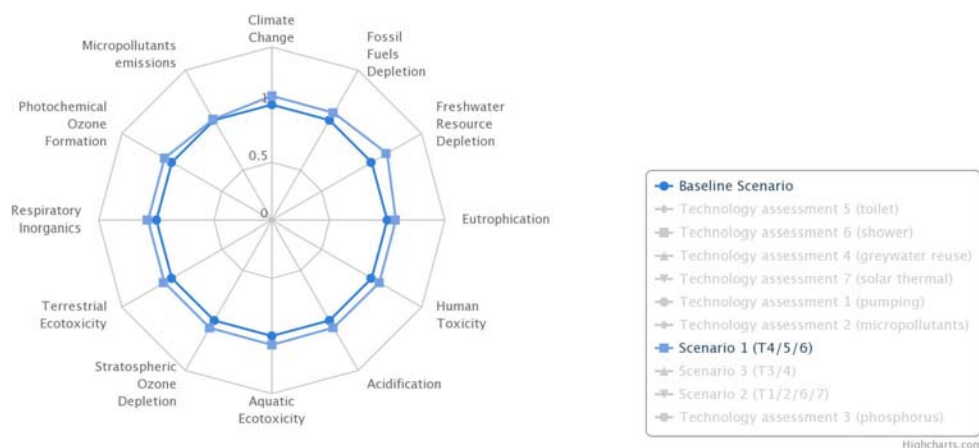 Climate
Change
Fossil
Fuels
Depletion
Freshwater
Resource
Depletion
Eutrophication
Human
Toxicity
Acidification
Aquatic
Ecotoxicity
Stratospheric
Ozone
Depletion
Terrestrial
Ecotoxicity
Respiratory
Inorganics
Photochemical
Ozone
Formation
Micropollutants
emissions
1
0.5
0
Baseline Scenario
Technology assessment 5 (toilet)
Technology assessment 6 (shower)
Technology assessment 4 (greywater reuse)
Technology assessment 7 (solar thermal)
Technology assessment 1 (pumping)
Technology assessment 2 (micropollutants)
Scenario 1 (T4/5/6)
Scenario 3 (T3/4)
Scenario 2 (T1/2/6/7)
Technology assessment 3 (phosphorus)
Highcharts.com